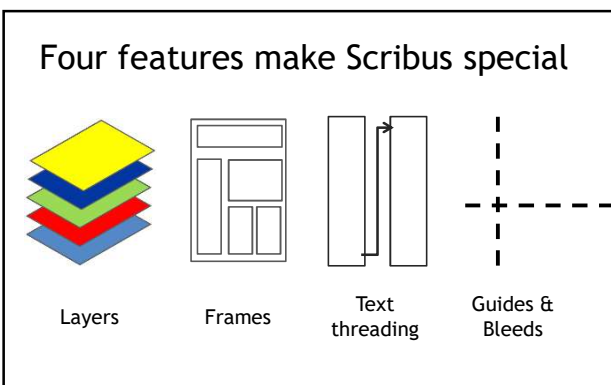 Four features make Scribus special
Layers
Frames
Text
threading
Guides &
Bleeds